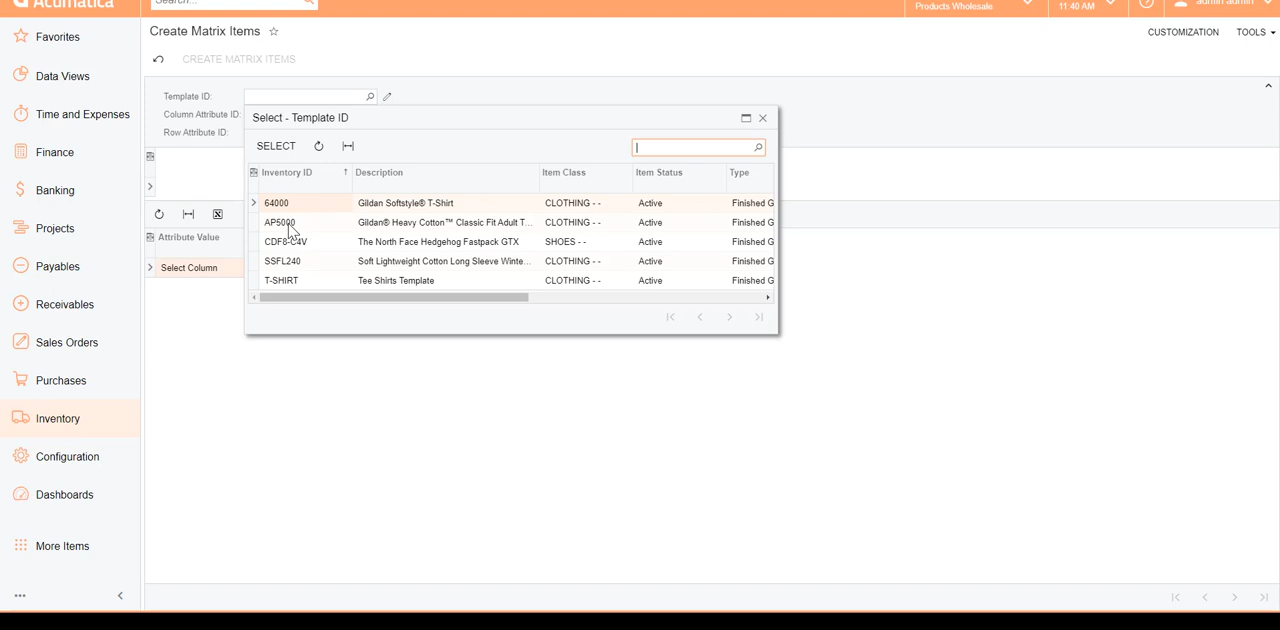 Acumatica
Search...
Products Wholesale
11:40 AM
admin admin
Favorites
Data Views
Time and Expenses
Finance
Banking
Projects
Payables
Receivables
Sales Orders
Purchases
Inventory
Configuration
Dashboards
More Items
Create Matrix Items
CUSTOMIZATION TOOLS
CREATE MATRIX ITEMS
Template ID:
Column Attribute ID:
Row Attribute ID:
Attribute Value
Select Column
Select - Template ID
SELECT
Inventory ID Description Item Class Item Status Type
64000 Gildan Softstyle® T-Shirt CLOTHING - - Active Finished G
AP5000 Gildan® Heavy Cotton™ Classic Fit Adult T... CLOTHING - - Active Finished G
CDF8-C4V The North Face Hedgehog Fastpack GTX SHOES - - Active Finished G
SSFL240 Soft Lightweight Cotton Long Sleeve Winte... CLOTHING - - Active Finished G
T-SHIRT Tee Shirts Template CLOTHING - - Active Finished G